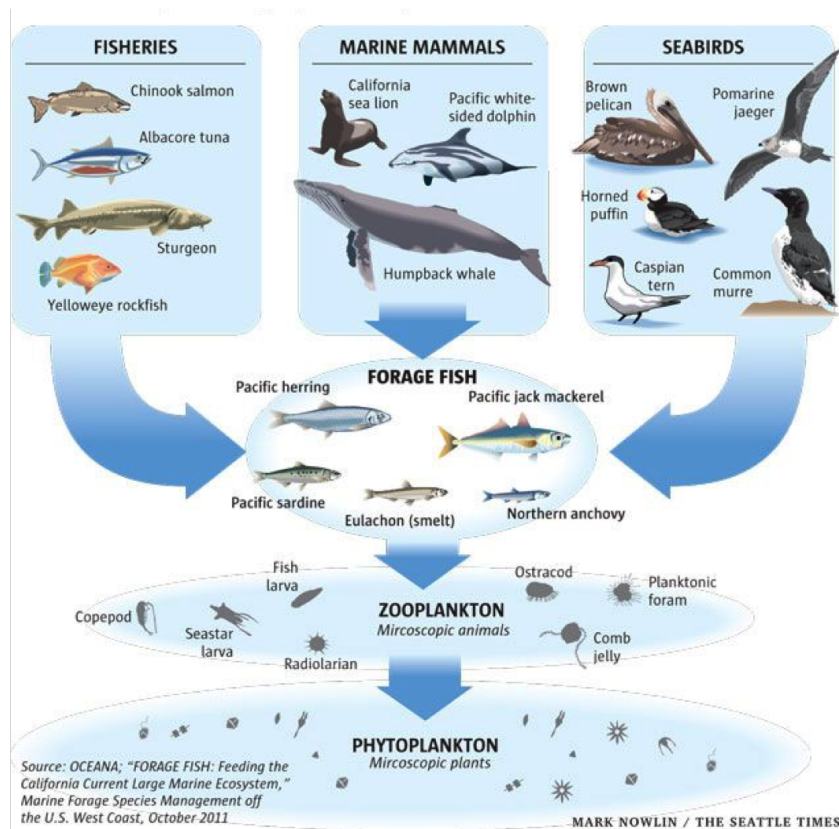 FISHERIES
Chinook salmon
Albacore tuna
Sturgeon
Yelloweye rockfish
MARINE MAMMALS
California
sea lion
Pacific white-
sided dolphin
Humpback whale
SEABIRDS
Brown
pelican
Pomarine
jaeger
Horned
puffin
Caspian
tern
Common
murre
FORAGE FISH
Pacific herring
Pacific jack mackerel
Pacific sardine
Eulachon (smelt)
Northern anchovy
ZOOPLANKTON
Mircoscopic animals
Copepod
Seastar
larva
Fish
larva
Radiolarian
Ostracod
Planktonic
foram
Comb
jelly
PHYTOPLANKTON
Mircoscopic plants
Source: OCEANA; “FORAGE FISH: Feeding the
California Current Large Marine Ecosystem,”
Marine Forage Species Management off
the U.S. West Coast, October 2011
MARK NOWLIN / THE SEATTLE TIMES